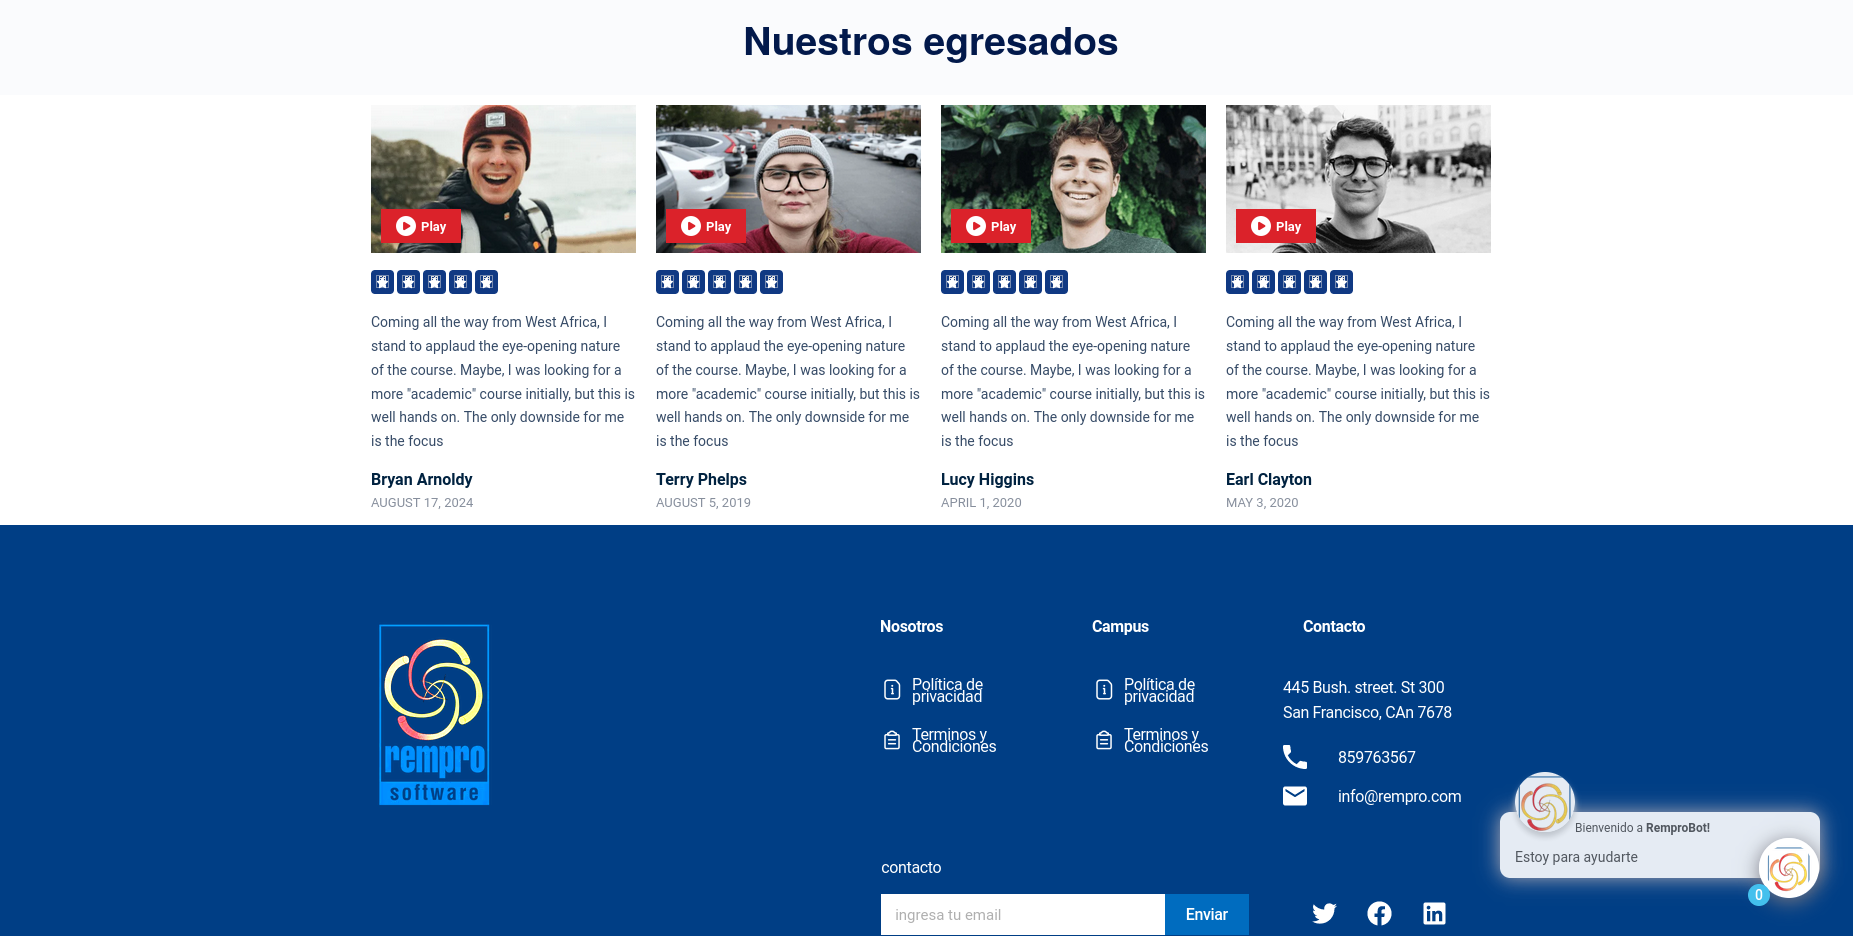 Nuestros egresados
Play
Play
Play
Play
Coming all the way from West Africa, I
stand to applaud the eye-opening nature
of the course. Maybe, I was looking for a
more "academic" course initially, but this is
well hands on. The only downside for me
is the focus
Bryan Arnoldy
AUGUST 17, 2024
Coming all the way from West Africa, I
stand to applaud the eye-opening nature
of the course. Maybe, I was looking for a
more "academic" course initially, but this is
well hands on. The only downside for me
is the focus
Terry Phelps
AUGUST 5, 2019
Coming all the way from West Africa, I
stand to applaud the eye-opening nature
of the course. Maybe, I was looking for a
more "academic" course initially, but this is
well hands on. The only downside for me
is the focus
Lucy Higgins
APRIL 1, 2020
Coming all the way from West Africa, I
stand to applaud the eye-opening nature
of the course. Maybe, I was looking for a
more "academic" course initially, but this is
well hands on. The only downside for me
is the focus
Earl Clayton
MAY 3, 2020
rempro
software
Nosotros
Política de
privacidad
Terminos y
Condiciones
Campus
Política de
privacidad
Terminos y
Condiciones
Contacto
445 Bush. street. St 300
San Francisco, CAn 7678
859763567
info@rempro.com
contacto
ingresa tu email
Enviar
Bienvenido a RemproBot!
Estoy para ayudarte
0